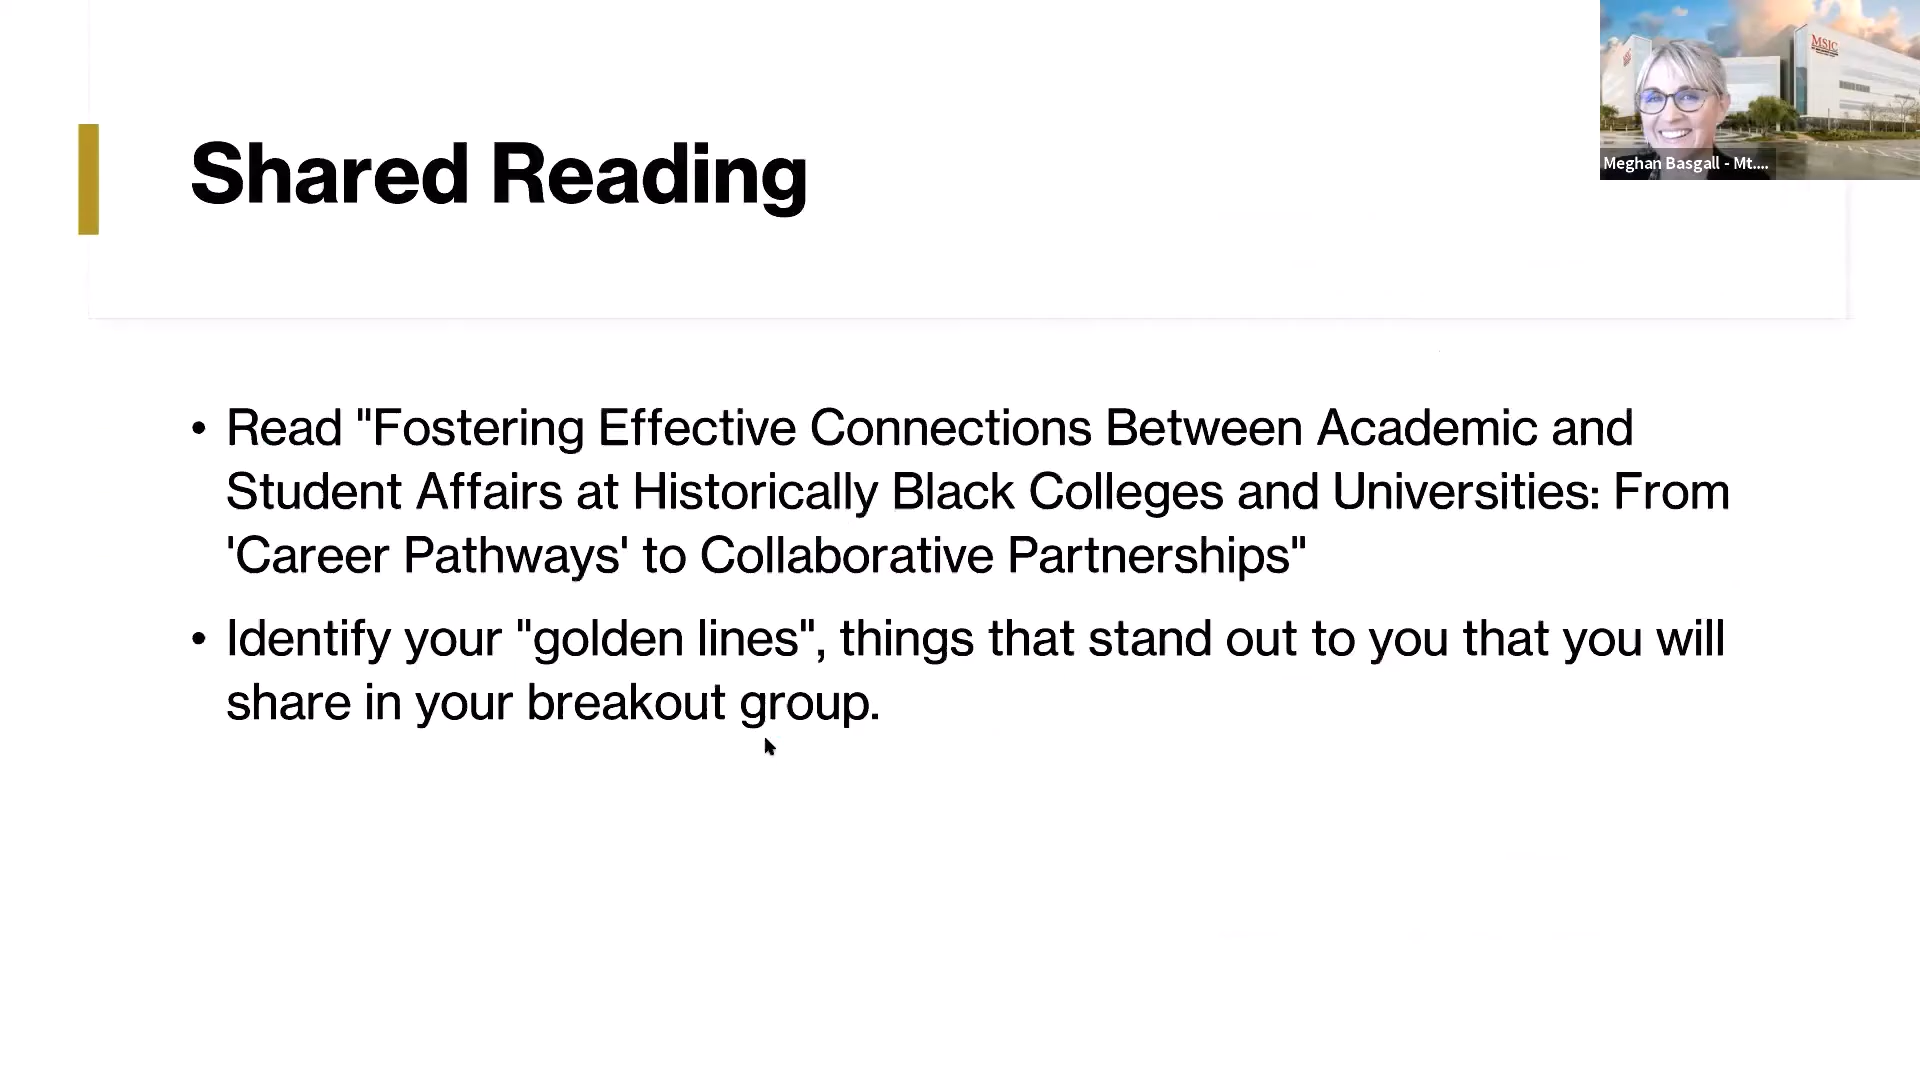 MSJC
Meghan Basgall - Mt....
Shared Reading
• Read "Fostering Effective Connections Between Academic and
Student Affairs at Historically Black Colleges and Universities: From
'Career Pathways' to Collaborative Partnerships"
• Identify your "golden lines", things that stand out to you that you will
share in your breakout group.